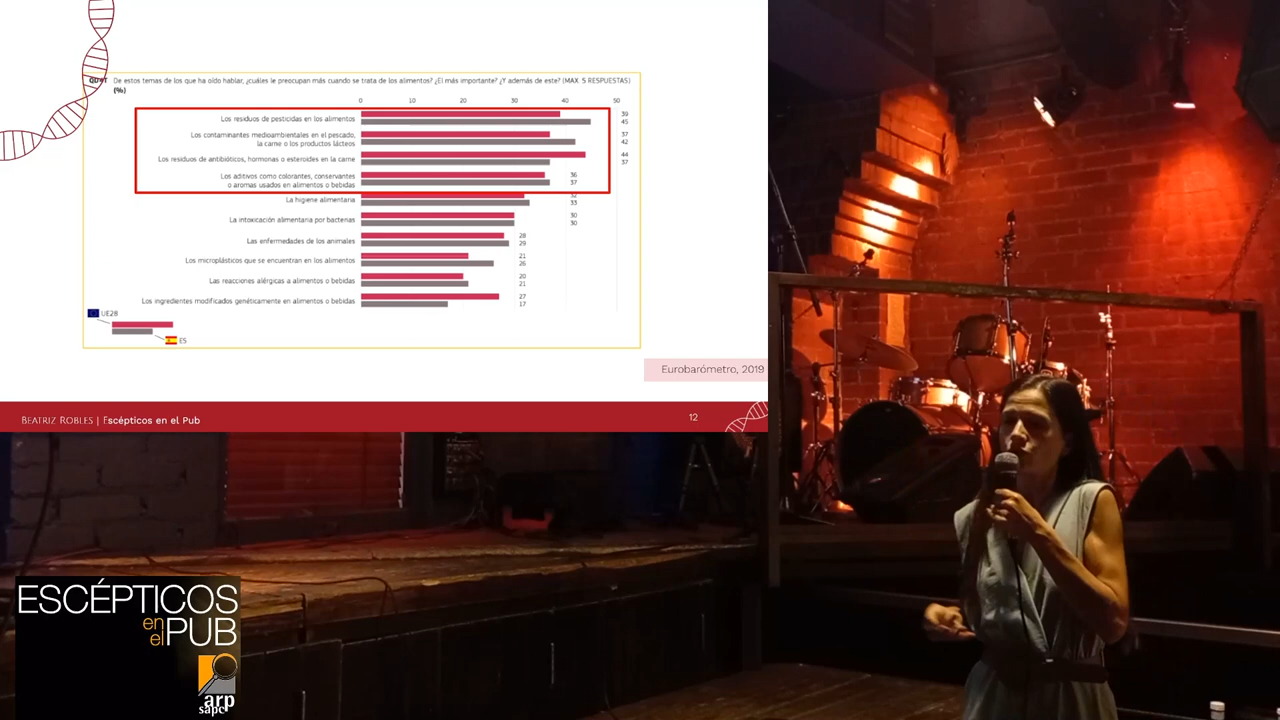 De estos temas de los que ha oído hablar, ¿cuáles le preocupan más cuando se trata de los alimentos? ¿El más importante? ¿Y además de este? (MAX. 5 RESPUESTAS)
(%)
0 10 20 30 40 50
Los residuos de pesticidas en los alimentos 39
45
Los contaminantes medioambientales en el pescado, 37
la carne o los productos lácteos 42
Los residuos de antibióticos, hormonas o esteroides en la carne 44
37
Los aditivos como colorantes, conservantes 36
o aromas usados en alimentos o bebidas 37
La higiene alimentaria 32
33
La intoxicación alimentaria por bacterias 30
30
Las enfermedades de los animales 28
29
Los microplásticos que se encuentran en los alimentos 21
26
Las reacciones alérgicas a alimentos o bebidas 20
21
Los ingredientes modificados genéticamente en alimentos o bebidas 27
17
UE28
ES
Eurobarómetro, 2019
BEATRIZ ROBLES | Escépticos en el Pub 12
ESCÉPTICOS
en
el PUB
arp
sapc